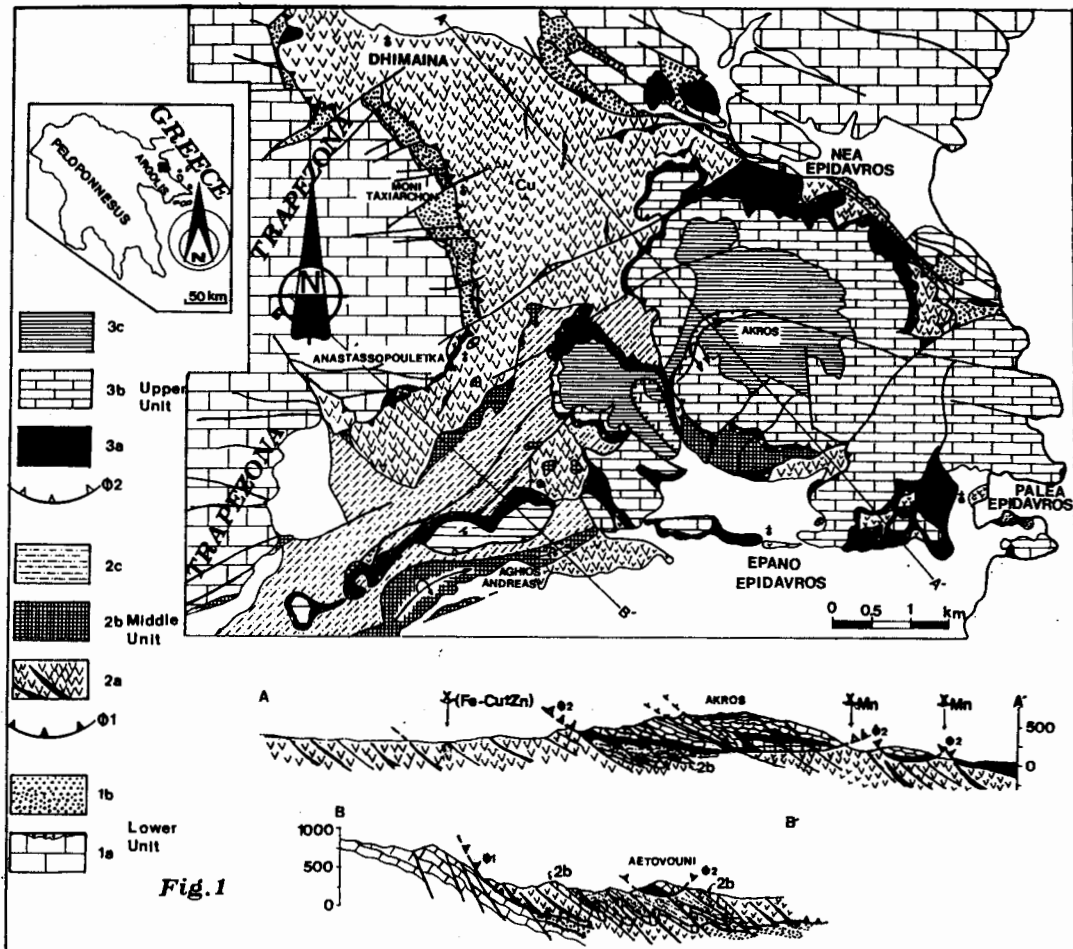 A
DHIMAINA
GREECE
PELOPONNESUS
ARGOLIS
N
50 km
TRAPEZONA
MONI
TAXIARCHON
Cu
NEA
EPIDAVROS
N
AKROS
ANASTASSOPOULETKA
TRAPEZONA
PALEA
EPIDAVROS
AGHIOS
ANDREAS
EPANO
EPIDAVROS
A-
B-
0 0.5 1 km
3c
3b Upper
Unit
3a
Φ2
2c
2b Middle
Unit
2a
Φ1
1b
Lower
1a Unit
Fig.1
A
(Fe-Cu±Zn)
Φ2
AKROS
Mn
Φ2
Mn
Φ2
A-
500
0
2b
B
B-
1000
500
0
Φ1
2b
AETOVOUNI
Φ2
2b